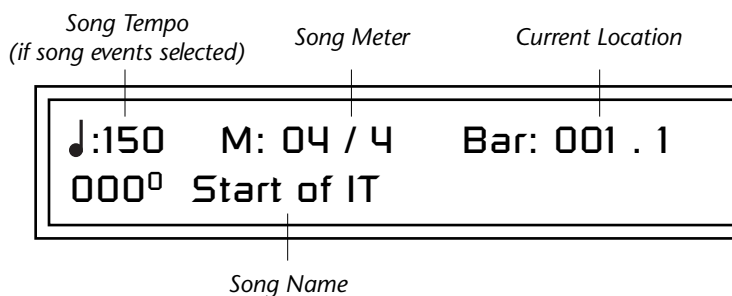 Song Tempo
(if song events selected)
Song Meter
Current Location
♩:150 M: 04 / 4 Bar: 001 . 1
000⁰ Start of IT
Song Name